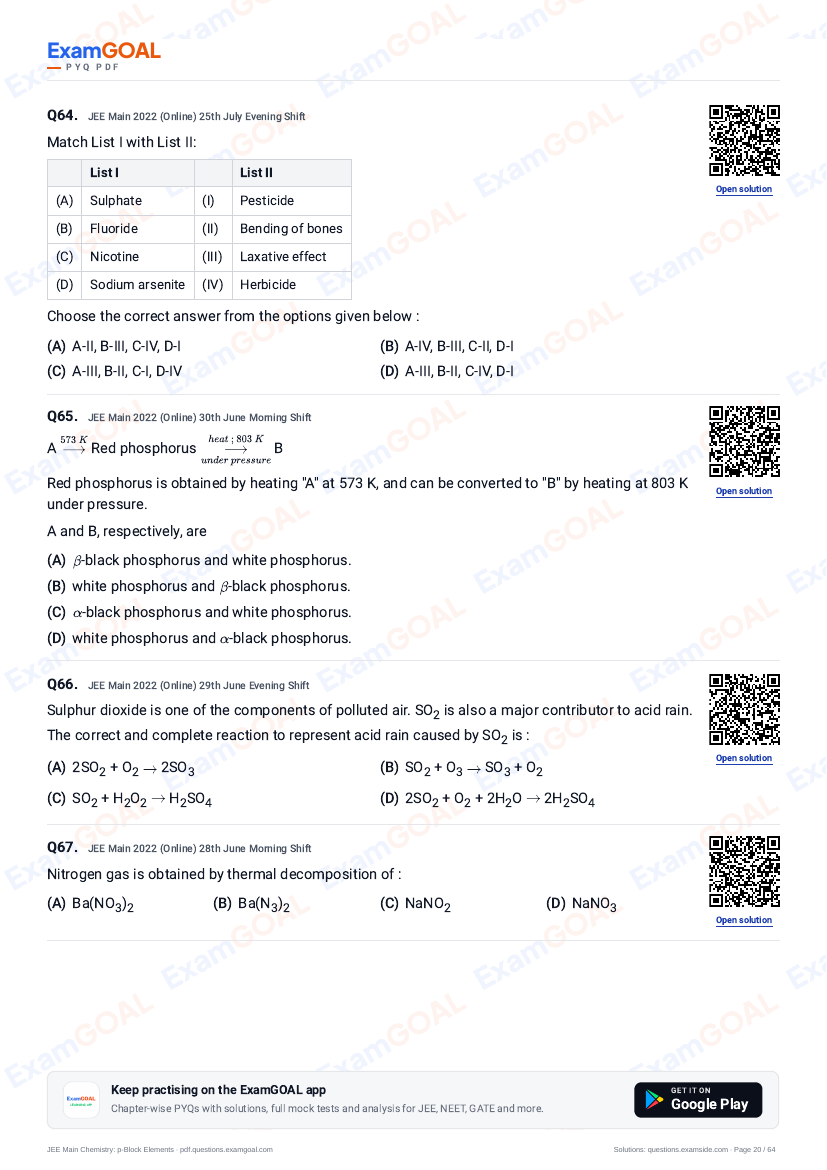 ExamGOAL
PYQ PDF
Q64. JEE Main 2022 (Online) 25th July Evening Shift
Match List I with List II:
List I List II
(A) Sulphate (I) Pesticide
(B) Fluoride (II) Bending of bones
(C) Nicotine (III) Laxative effect
(D) Sodium arsenite (IV) Herbicide
Open solution
Choose the correct answer from the options given below :
(A) A-II, B-III, C-IV, D-I (B) A-IV, B-III, C-II, D-I
(C) A-III, B-II, C-I, D-IV (D) A-III, B-II, C-IV, D-I
Q65. JEE Main 2022 (Online) 30th June Morning Shift
A \xrightarrow{573 K} Red phosphorus \xrightarrow[under pressure]{heat ; 803 K} B
Red phosphorus is obtained by heating "A" at 573 K, and can be converted to "B" by heating at 803 K
under pressure.
Open solution
A and B, respectively, are
(A) β-black phosphorus and white phosphorus.
(B) white phosphorus and β-black phosphorus.
(C) α-black phosphorus and white phosphorus.
(D) white phosphorus and α-black phosphorus.
Q66. JEE Main 2022 (Online) 29th June Evening Shift
Sulphur dioxide is one of the components of polluted air. SO₂ is also a major contributor to acid rain.
The correct and complete reaction to represent acid rain caused by SO₂ is :
Open solution
(A) 2SO₂ + O₂ → 2SO₃ (B) SO₂ + O₃ → SO₃ + O₂
(C) SO₂ + H₂O₂ → H₂SO₄ (D) 2SO₂ + O₂ + 2H₂O → 2H₂SO₄
Q67. JEE Main 2022 (Online) 28th June Morning Shift
Nitrogen gas is obtained by thermal decomposition of :
(A) Ba(NO₃)₂ (B) Ba(N₃)₂ (C) NaNO₂ (D) NaNO₃
Open solution
Keep practising on the ExamGOAL app
Chapter-wise PYQs with solutions, full mock tests and analysis for JEE, NEET, GATE and more.
GET IT ON
Google Play
JEE Main Chemistry: p-Block Elements · pdf.questions.examgoal.com
Solutions: questions.examside.com · Page 20 / 64